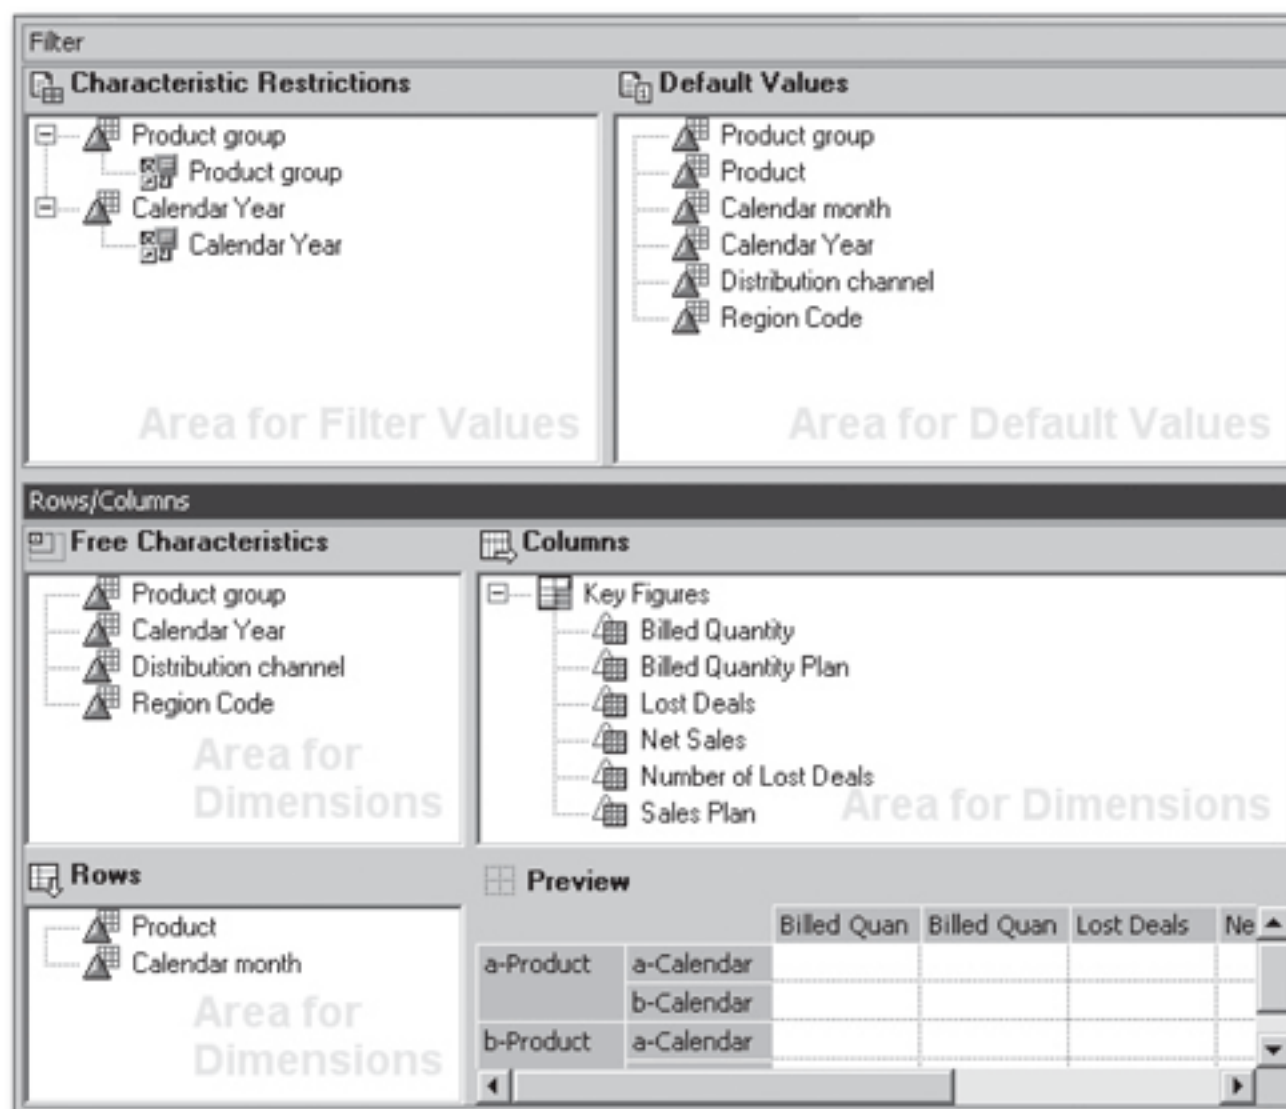 Filter
Characteristic Restrictions
Product group
Product group
Calendar Year
Calendar Year
Area for Filter Values
Default Values
Product group
Product
Calendar month
Calendar Year
Distribution channel
Region Code
Area for Default Values
Rows/Columns
Free Characteristics
Product group
Calendar Year
Distribution channel
Region Code
Area for
Dimensions
Columns
Key Figures
Billed Quantity
Billed Quantity Plan
Lost Deals
Net Sales
Number of Lost Deals
Sales Plan
Area for Dimensions
Rows
Product
Calendar month
Area for
Dimensions
Preview
Billed Quan Billed Quan Lost Deals Ne
a-Product a-Calendar
b-Calendar
b-Product a-Calendar